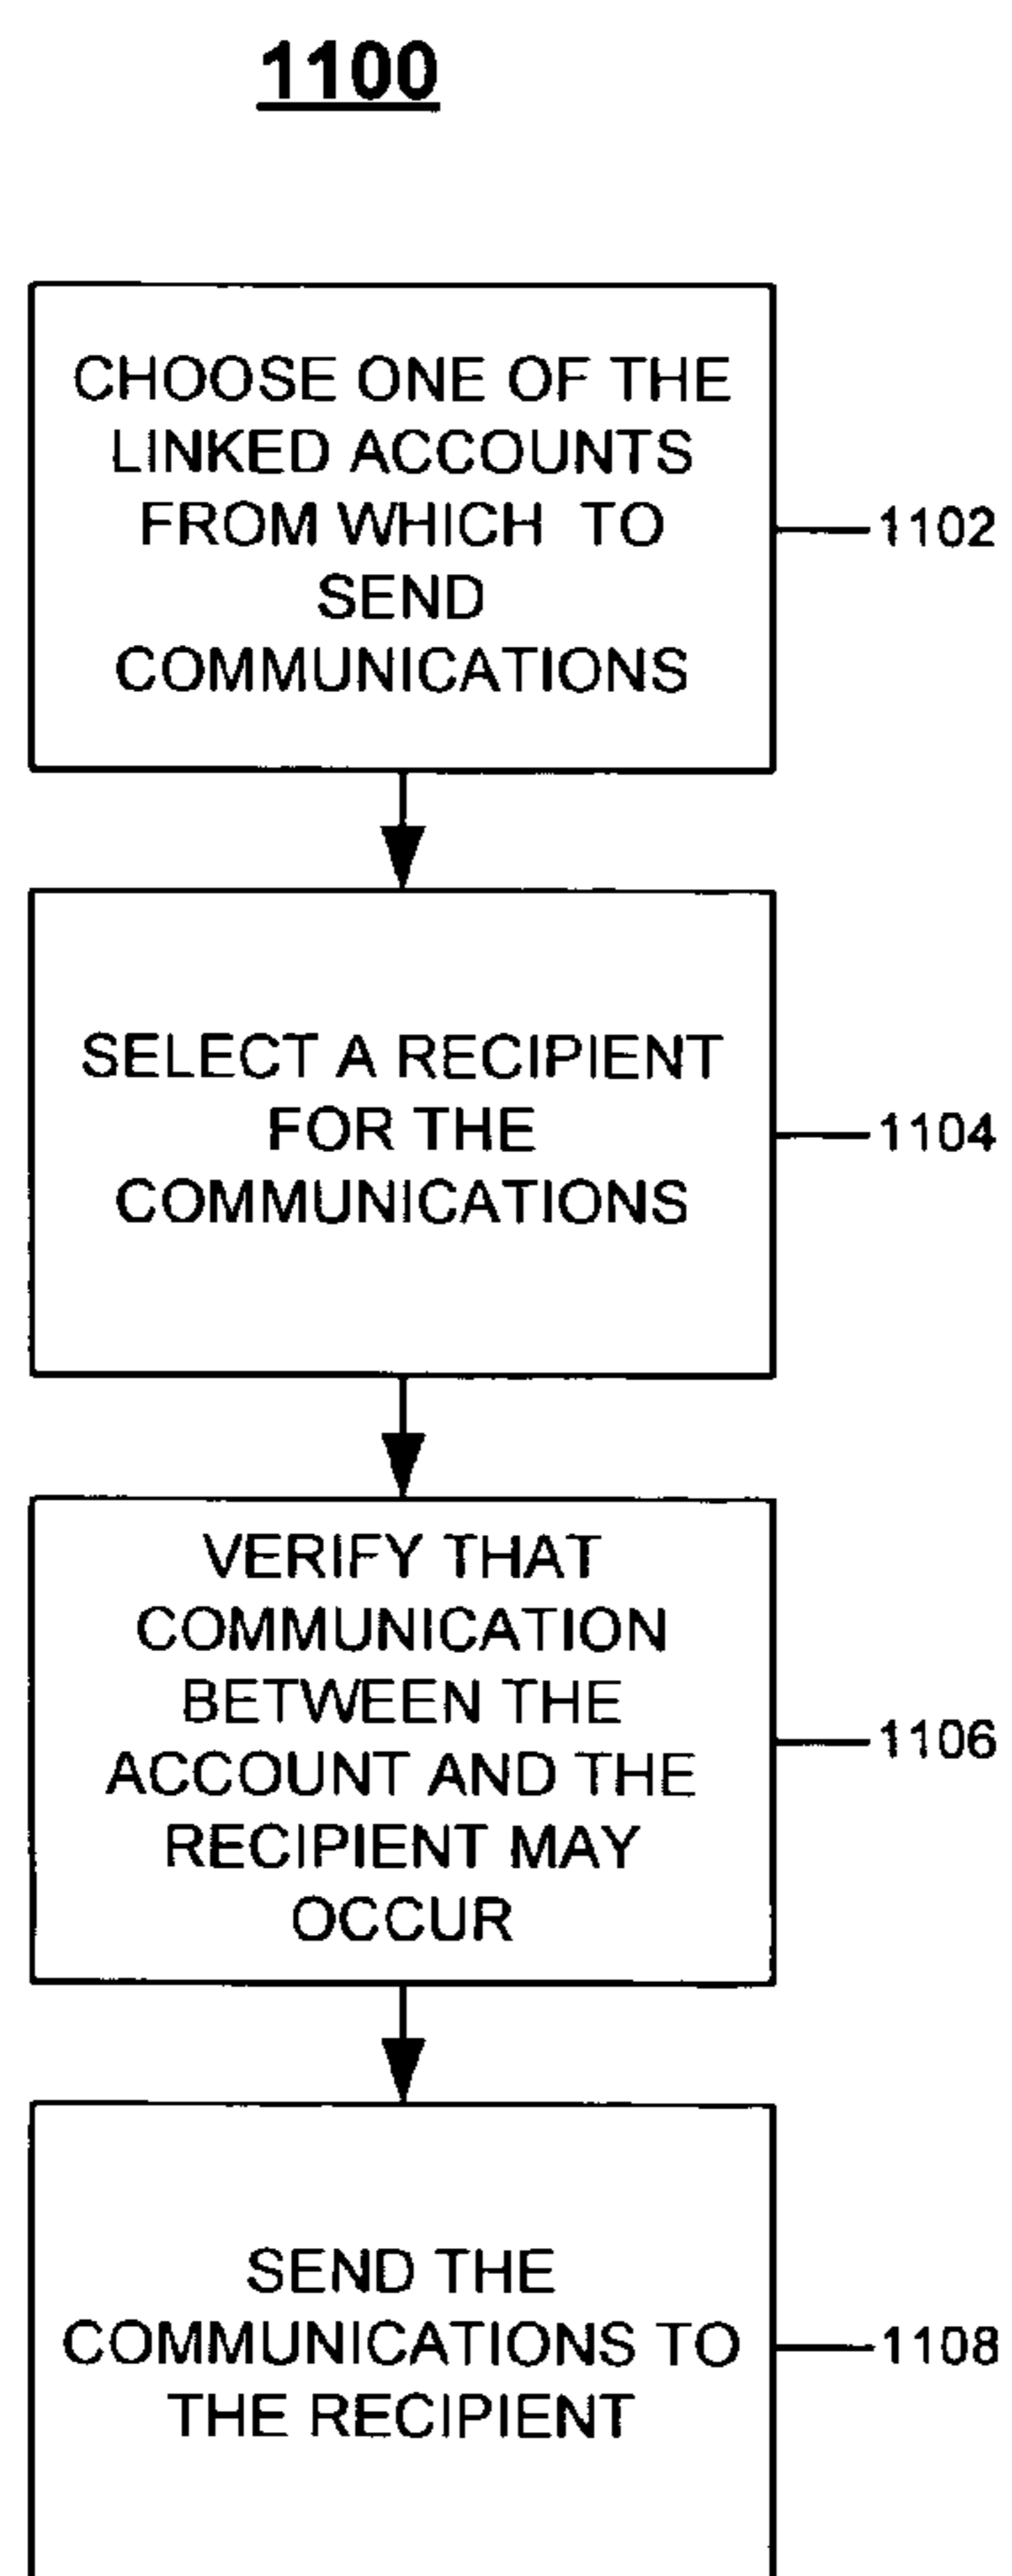 1100
CHOOSE ONE OF THE
LINKED ACCOUNTS
FROM WHICH TO
SEND
COMMUNICATIONS
1102
SELECT A RECIPIENT
FOR THE
COMMUNICATIONS
1104
VERIFY THAT
COMMUNICATION
BETWEEN THE
ACCOUNT AND THE
RECIPIENT MAY
OCCUR
1106
SEND THE
COMMUNICATIONS TO
THE RECIPIENT
1108